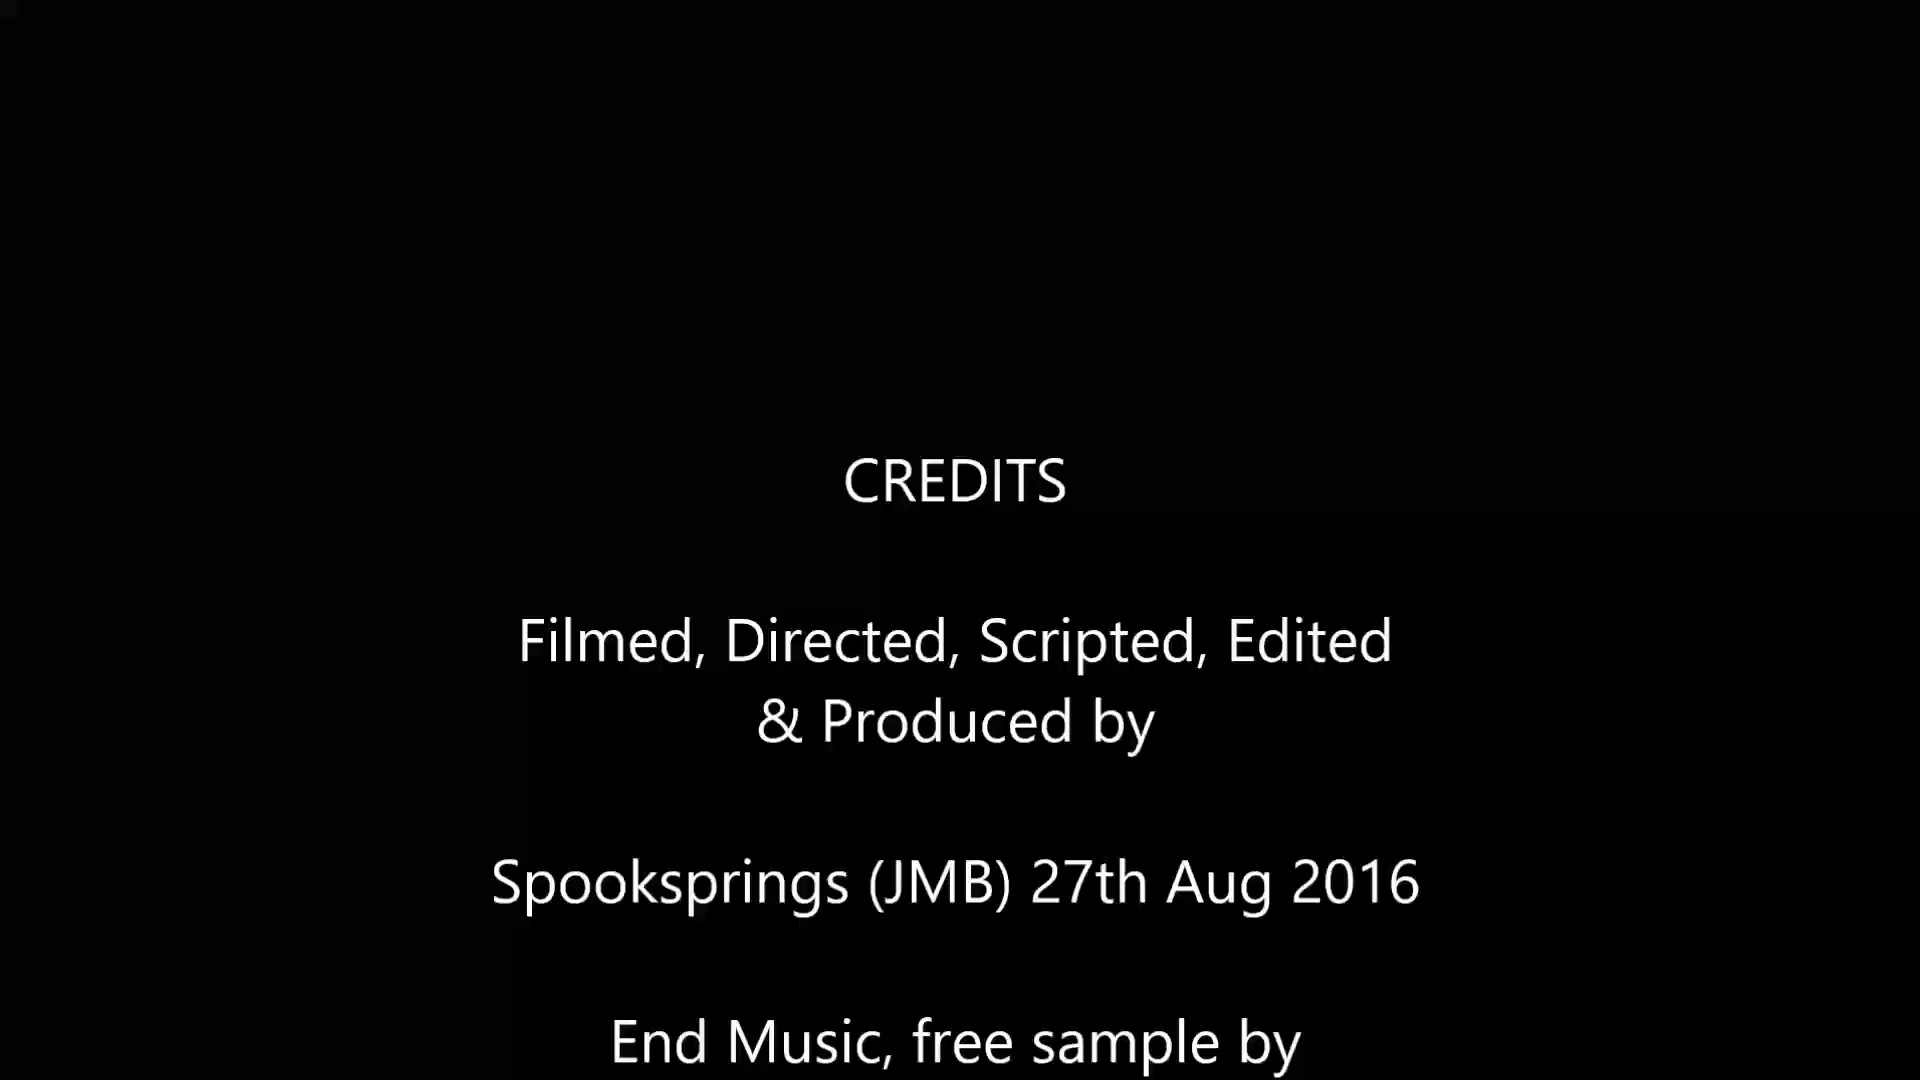 CREDITS
Filmed, Directed, Scripted, Edited
& Produced by
Spooksprings (JMB) 27th Aug 2016
End Music, free sample by